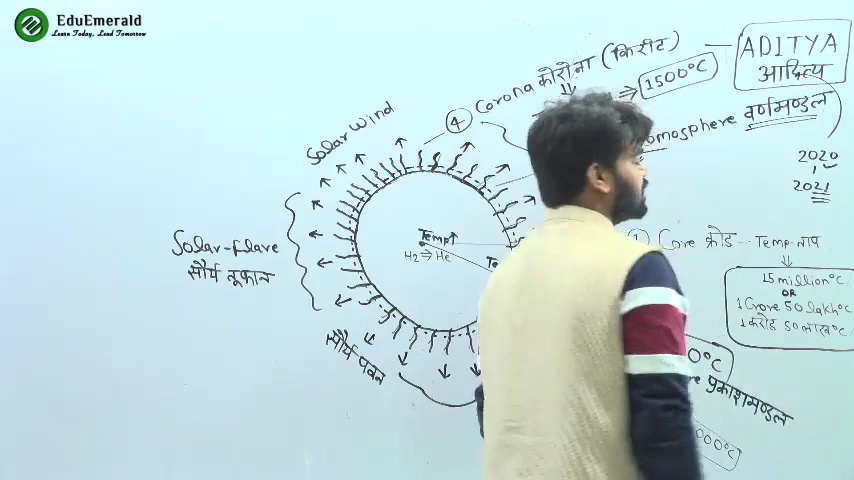 EduEmerald
Learn Today, Lead Tomorrow
Solar wind
④ Corona कोरोना (किरीट)
1500°C
ADITYA
आदित्य
omosphere वर्णमण्डल
2020
2021
Solar-flare
सौर्य तूफान
Temp↑
H₂⇒He
Te
① Core क्रोड - Temp-ताप
15 million°C
OR
1 Crore 50 lakh°C
1 करोड़ 50 लाख°C
सौर्य पवन
0°C
प्रकाशमण्डल
000°C